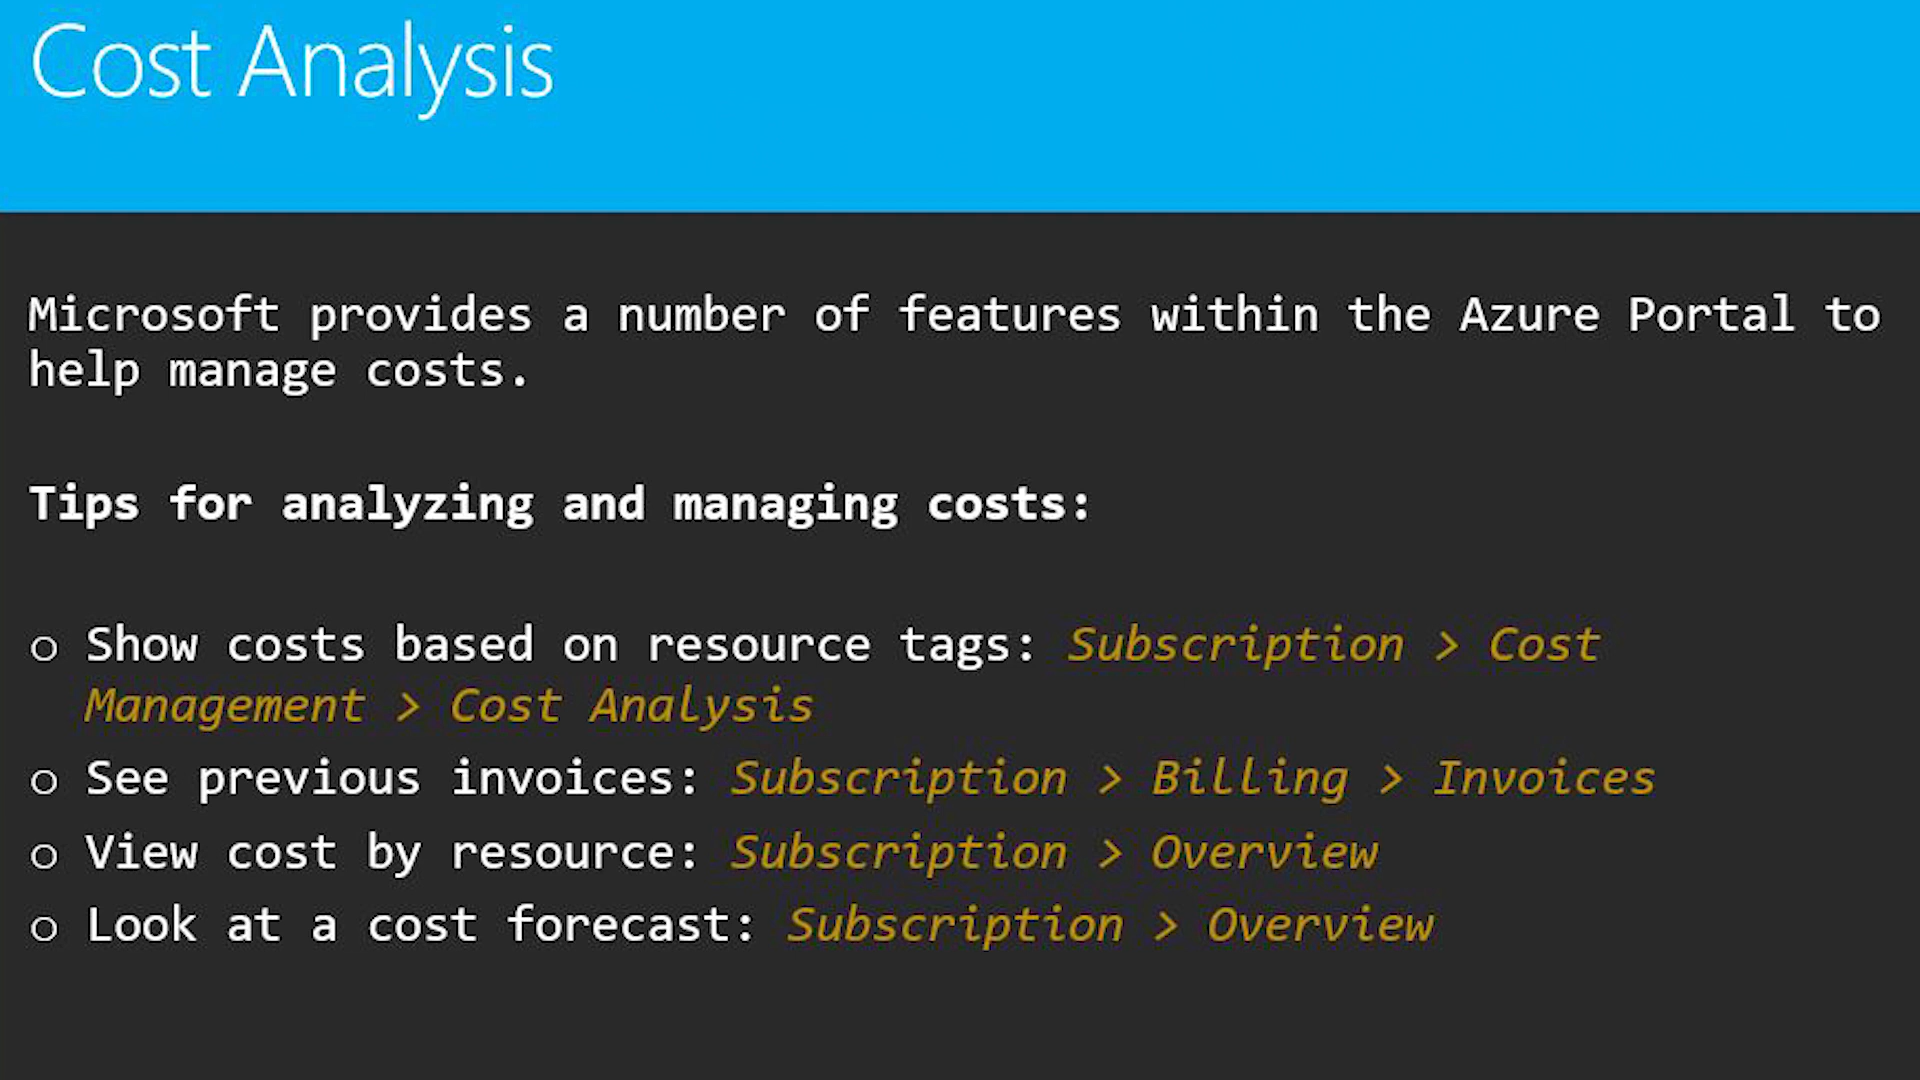 Cost Analysis
Microsoft provides a number of features within the Azure Portal to
help manage costs.
Tips for analyzing and managing costs:
o Show costs based on resource tags: Subscription > Cost
Management > Cost Analysis
o See previous invoices: Subscription > Billing > Invoices
o View cost by resource: Subscription > Overview
o Look at a cost forecast: Subscription > Overview